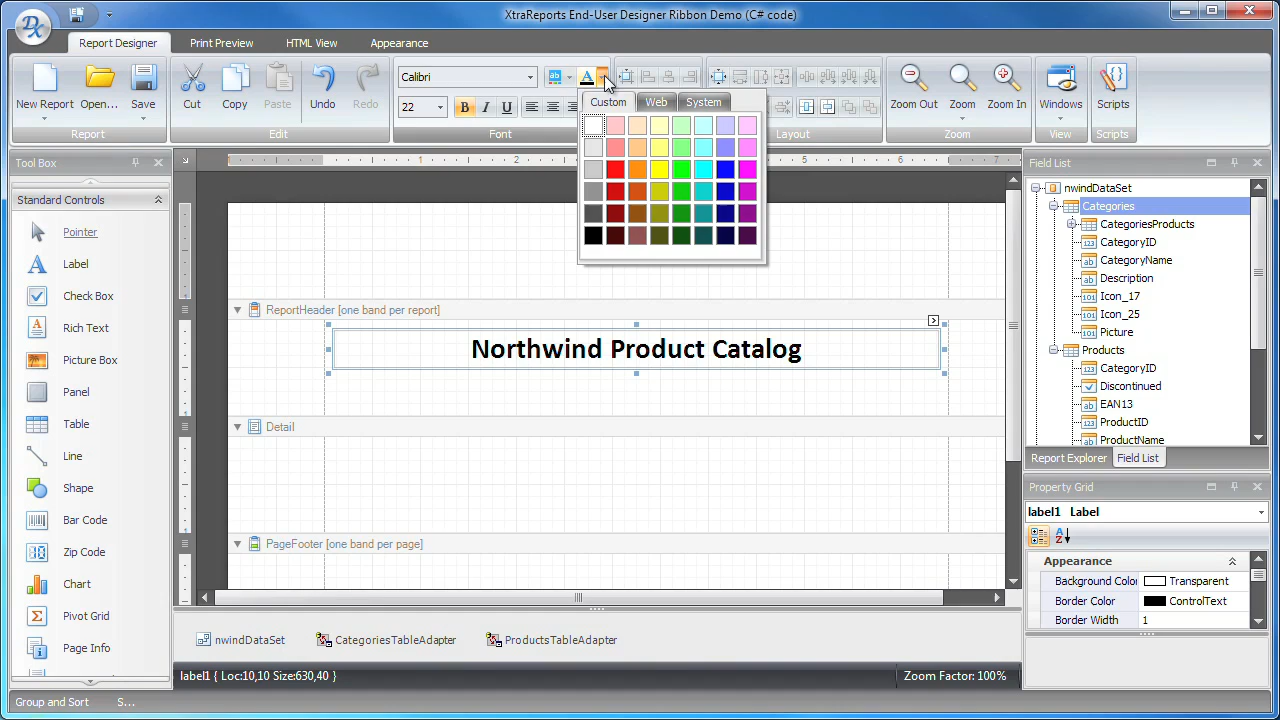 XtraReports End-User Designer Ribbon Demo (C# code)
Report Designer Print Preview HTML View Appearance
New Report Open... Save
Report
Cut Copy Paste Undo Redo
Edit
Calibri
22
B I U
Font
Layout
Zoom Out Zoom Zoom In
Zoom
Windows
View
Scripts
Scripts
Custom Web System
Tool Box
Standard Controls
Pointer
Label
Check Box
Rich Text
Picture Box
Panel
Table
Line
Shape
Bar Code
Zip Code
Chart
Pivot Grid
Page Info
1 2 5 6 7
ReportHeader [one band per report]
Northwind Product Catalog
Detail
PageFooter [one band per page]
nwindDataSet CategoriesTableAdapter ProductsTableAdapter
label1 { Loc:10,10 Size:630,40 } Zoom Factor: 100%
Field List
nwindDataSet
Categories
CategoriesProducts
CategoryID
CategoryName
Description
Icon_17
Icon_25
Picture
Products
CategoryID
Discontinued
EAN13
ProductID
ProductName
Report Explorer Field List
Property Grid
label1 Label
Appearance
Background Color Transparent
Border Color ControlText
Border Width 1
Group and Sort S...